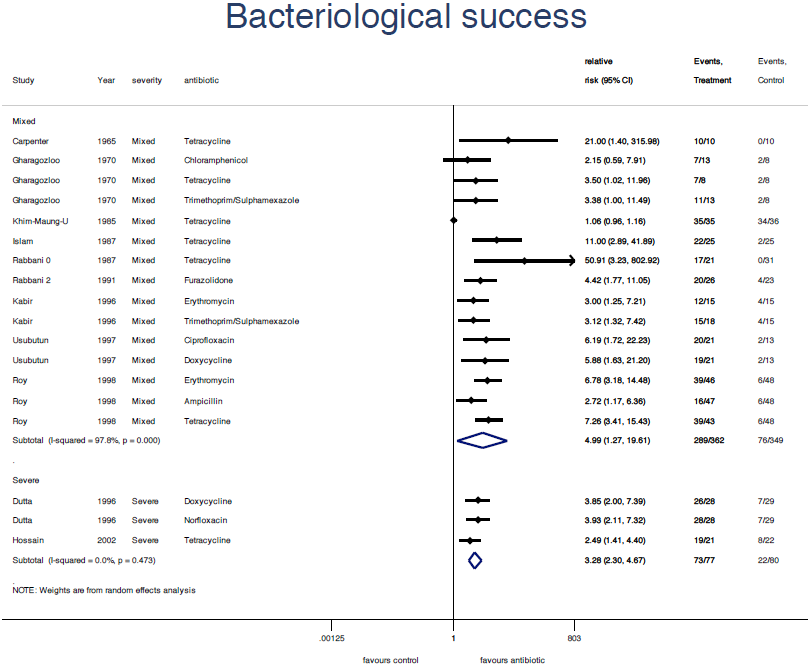 Bacteriological success
relative Events, Events,
Study Year severity antibiotic risk (95% CI) Treatment Control
Mixed
Carpenter 1965 Mixed Tetracycline 21.00 (1.40, 315.98) 10/10 0/10
Gharagozloo 1970 Mixed Chloramphenicol 2.15 (0.59, 7.91) 7/13 2/8
Gharagozloo 1970 Mixed Tetracycline 3.50 (1.02, 11.96) 7/8 2/8
Gharagozloo 1970 Mixed Trimethoprim/Sulphamexazole 3.38 (1.00, 11.49) 11/13 2/8
Khim-Maung-U 1985 Mixed Tetracycline 1.06 (0.96, 1.16) 35/35 34/36
Islam 1987 Mixed Tetracycline 11.00 (2.89, 41.89) 22/25 2/25
Rabbani 0 1987 Mixed Tetracycline 50.91 (3.23, 802.92) 17/21 0/31
Rabbani 2 1991 Mixed Furazolidone 4.42 (1.77, 11.05) 20/26 4/23
Kabir 1996 Mixed Erythromycin 3.00 (1.25, 7.21) 12/15 4/15
Kabir 1996 Mixed Trimethoprim/Sulphamexazole 3.12 (1.32, 7.42) 15/18 4/15
Usubutun 1997 Mixed Ciprofloxacin 6.19 (1.72, 22.23) 20/21 2/13
Usubutun 1997 Mixed Doxycycline 5.88 (1.63, 21.20) 19/21 2/13
Roy 1998 Mixed Erythromycin 6.78 (3.18, 14.48) 39/46 6/48
Roy 1998 Mixed Ampicillin 2.72 (1.17, 6.36) 16/47 6/48
Roy 1998 Mixed Tetracycline 7.26 (3.41, 15.43) 39/43 6/48
Subtotal (I-squared = 97.8%, p = 0.000) 4.99 (1.27, 19.61) 289/362 76/349
.
Severe
Dutta 1996 Severe Doxycycline 3.85 (2.00, 7.39) 26/28 7/29
Dutta 1996 Severe Norfloxacin 3.93 (2.11, 7.32) 28/28 7/29
Hossain 2002 Severe Tetracycline 2.49 (1.41, 4.40) 19/21 8/22
Subtotal (I-squared = 0.0%, p = 0.473) 3.28 (2.30, 4.67) 73/77 22/80
.
NOTE: Weights are from random effects analysis
.00125 1 803
favours control favours antibiotic